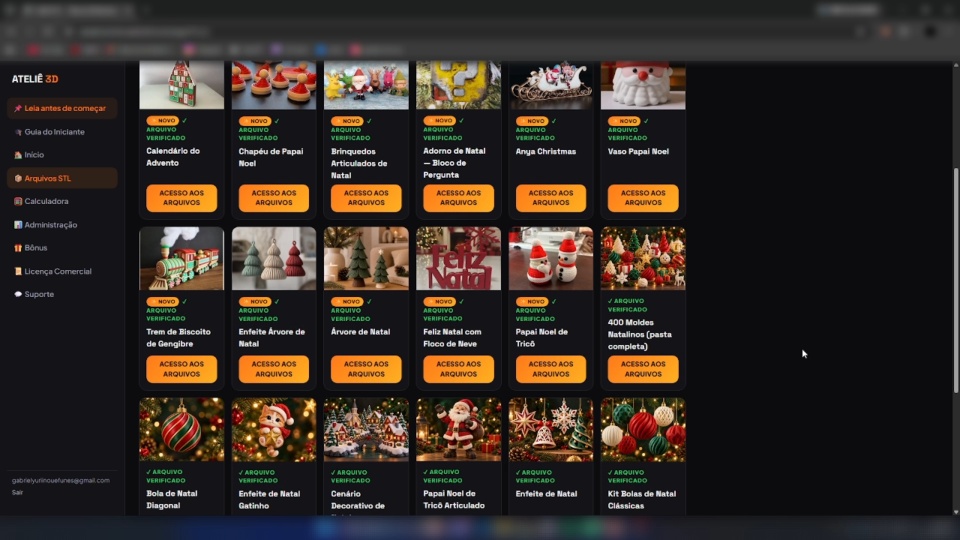 ATELIÊ 3D
📌 Leia antes de começar
Guia do Iniciante
Início
Arquivos STL
Calculadora
Administração
Bônus
Licença Comercial
Suporte
gabrielyuriinouefunes@gmail.com
Sair
NOVO ✓
ARQUIVO
VERIFICADO
Calendário do
Advento
ACESSO AOS
ARQUIVOS
NOVO ✓
ARQUIVO
VERIFICADO
Chapéu de Papai
Noel
ACESSO AOS
ARQUIVOS
NOVO ✓
ARQUIVO
VERIFICADO
Brinquedos
Articulados de
Natal
ACESSO AOS
ARQUIVOS
NOVO ✓
ARQUIVO
VERIFICADO
Adorno de Natal
— Bloco de
Pergunta
ACESSO AOS
ARQUIVOS
NOVO ✓
ARQUIVO
VERIFICADO
Anya Christmas
ACESSO AOS
ARQUIVOS
NOVO ✓
ARQUIVO
VERIFICADO
Vaso Papai Noel
ACESSO AOS
ARQUIVOS
NOVO ✓
ARQUIVO
VERIFICADO
Trem de Biscoito
de Gengibre
ACESSO AOS
ARQUIVOS
NOVO ✓
ARQUIVO
VERIFICADO
Enfeite Árvore de
Natal
ACESSO AOS
ARQUIVOS
NOVO ✓
ARQUIVO
VERIFICADO
Árvore de Natal
ACESSO AOS
ARQUIVOS
Feliz
Natal
NOVO ✓
ARQUIVO
VERIFICADO
Feliz Natal com
Floco de Neve
ACESSO AOS
ARQUIVOS
NOVO ✓
ARQUIVO
VERIFICADO
Papai Noel de
Tricô
ACESSO AOS
ARQUIVOS
✓ ARQUIVO
VERIFICADO
400 Moldes
Natalinos (pasta
completa)
ACESSO AOS
ARQUIVOS
✓ ARQUIVO
VERIFICADO
Bola de Natal
Diagonal
✓ ARQUIVO
VERIFICADO
Enfeite de Natal
Gatinho
✓ ARQUIVO
VERIFICADO
Cenário
Decorativo de
✓ ARQUIVO
VERIFICADO
Papai Noel de
Tricô Articulado
✓ ARQUIVO
VERIFICADO
Enfeite de Natal
✓ ARQUIVO
VERIFICADO
Kit Bolas de Natal
Clássicas